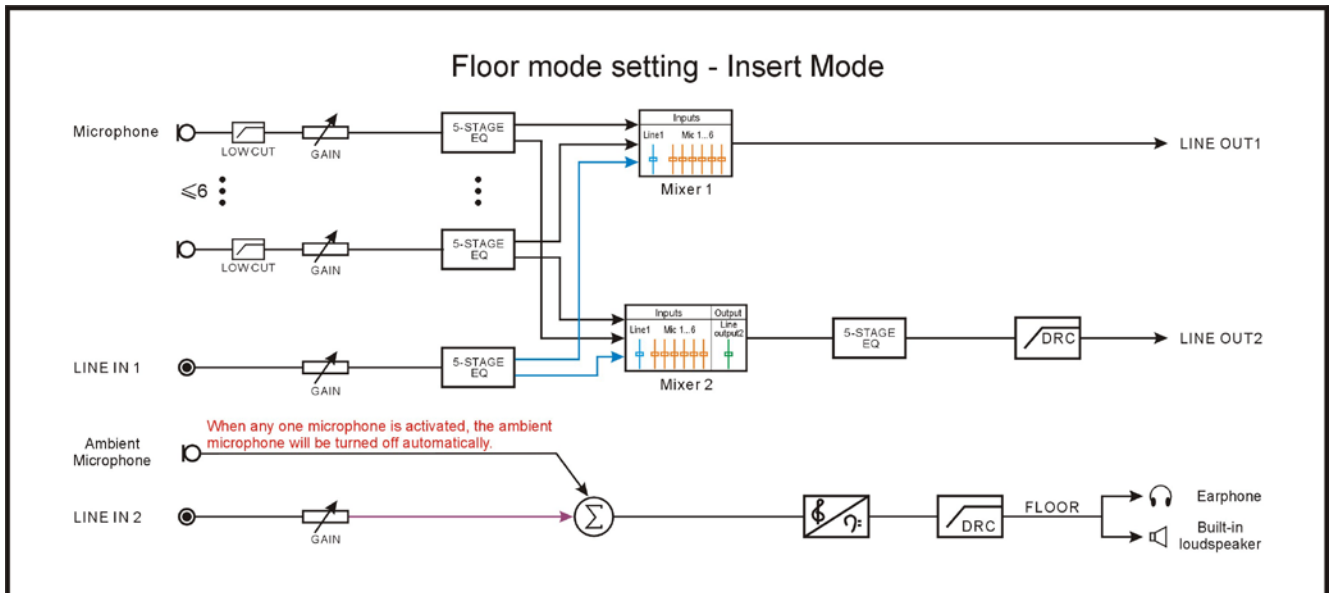 Floor mode setting - Insert Mode
Microphone
LOWCUT
GAIN
5-STAGE
EQ
Inputs
Line1 Mic 1...6
Mixer 1
LINE OUT1
≤6
LOWCUT
GAIN
5-STAGE
EQ
Inputs Output
Line1 Mic 1...6 Line
output2
Mixer 2
5-STAGE
EQ
DRC
LINE OUT2
LINE IN 1
GAIN
5-STAGE
EQ
When any one microphone is activated, the ambient
microphone will be turned off automatically.
Ambient
Microphone
LINE IN 2
GAIN
Σ
DRC
FLOOR
Earphone
Built-in
loudspeaker